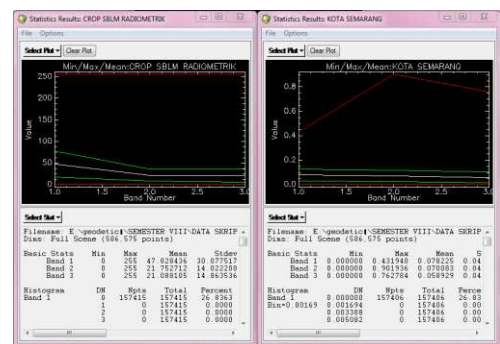 Statistics Results: CROP SBLM RADIOMETRIK
File Options
Select Plot Clear Plot
Min/Max/Mean:CROP SBLM RADIOMETRIK
250
200
150
100
50
0
Value
1.0 1.5 2.0 2.5 3.0
Band Number
Select Stat
Filename: E:\geodetic\SEMESTER VIII\DATA SKRIP
Dims: Full Scene (586,575 points)
Basic Stats Min Max Mean Stdev
Band 1 0 255 47.828436 30.077517
Band 2 0 255 21.752712 14.022208
Band 3 0 255 21.088105 14.863536
Histogram DN Npts Total Percent
Band 1 0 157415 157415 26.8363
1 0 157415 0.0000
2 0 157415 0.0000
3 0 157415 0.0000
Statistics Results: KOTA SEMARANG
File Options
Select Plot Clear Plot
Min/Max/Mean:KOTA SEMARANG
0.8
0.6
0.4
0.2
0.0
Value
1.0 1.5 2.0 2.5 3.0
Band Number
Select Stat
Filename: E:\geodetic\SEMESTER VIII\DATA SKRIP
Dims: Full Scene (586,575 points)
Basic Stats Min Max Mean S
Band 1 0.000000 0.431940 0.078225 0.04
Band 2 0.000000 0.901936 0.070083 0.04
Band 3 0.000000 0.762784 0.058929 0.04
Histogram DN Npts Total Perce
Band 1 0.000000 157406 157406 26.83
Bin=0.00169 0.001694 0 157406 0.00
0.003388 0 157406 0.00
0.005082 0 157406 0.00